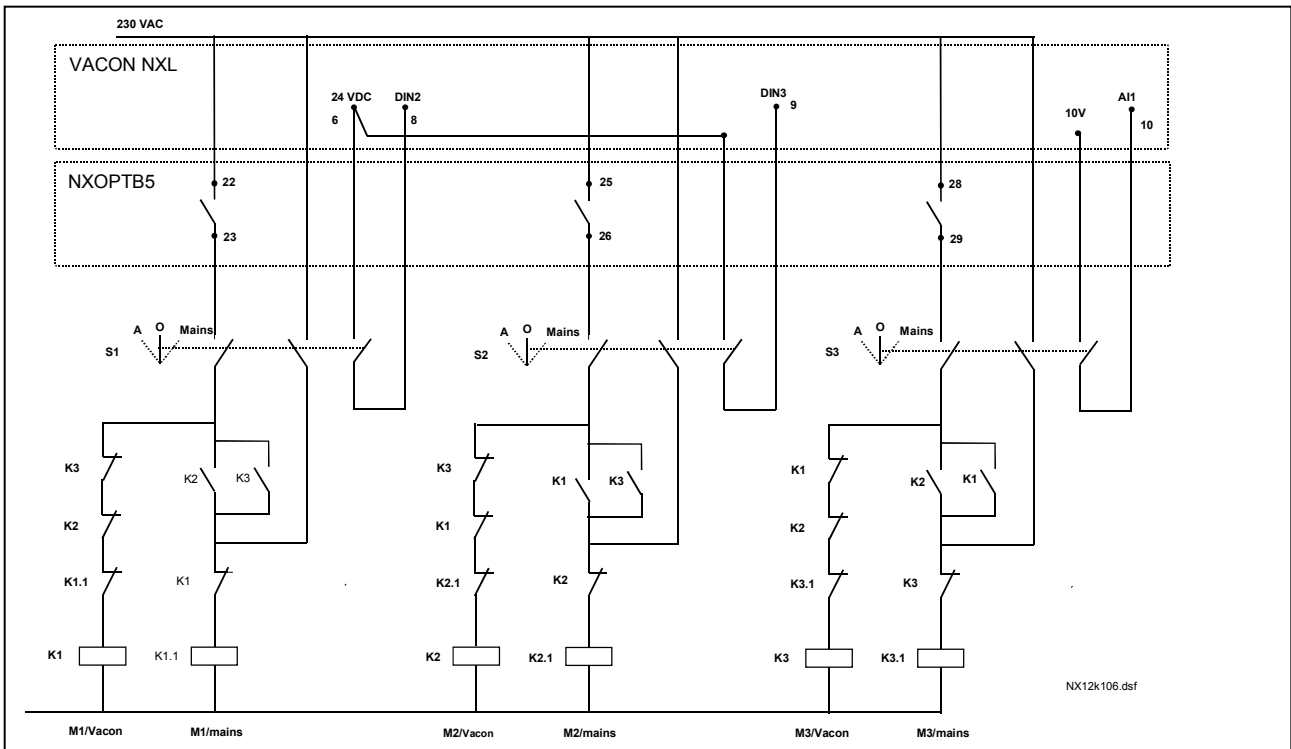 230 VAC
VACON NXL
24 VDC DIN2 DIN3 AI1
6 8 9 10V 10
NXOPTB5
22 25 28
23 26 29
A O Mains A O Mains A O Mains
S1 S2 S3
K3 K2 K3 K3 K1 K3 K1 K2 K1
K2 K1 K2
K1.1 K1 K2.1 K2 K3.1 K3
K1 K1.1 K2 K2.1 K3 K3.1
NX12k106.dsf
M1/Vacon M1/mains M2/Vacon M2/mains M3/Vacon M3/mains